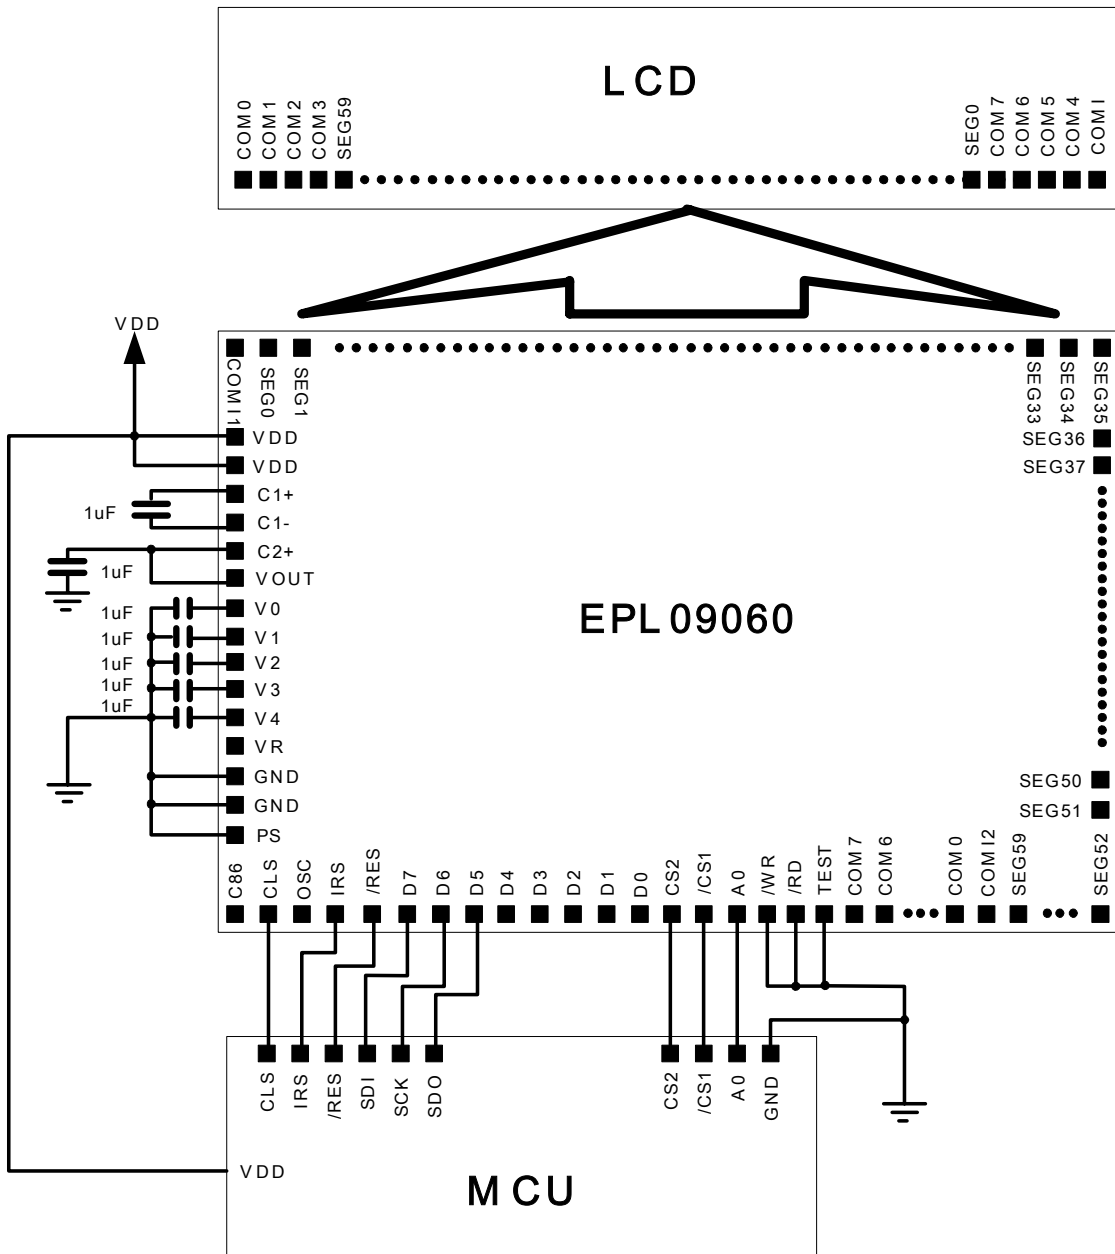 LCD
COM0
COM1
COM2
COM3
SEG59
SEG0
COM7
COM6
COM5
COM4
COMI
VDD
COMI1
SEG0
SEG1
SEG33
SEG34
SEG35
VDD
SEG36
VDD
SEG37
C1+
1uF
C1-
C2+
1uF
VOUT
1uF
V0
EPL09060
1uF
V1
1uF
V2
1uF
V3
1uF
V4
VR
GND
SEG50
GND
SEG51
PS
C86
CLS
OSC
IRS
/RES
D7
D6
D5
D4
D3
D2
D1
D0
CS2
/CS1
A0
/WR
/RD
TEST
COM7
COM6
COM0
COMI2
SEG59
SEG52
CLS
IRS
/RES
SDI
SCK
SDO
CS2
/CS1
A0
GND
VDD
MCU